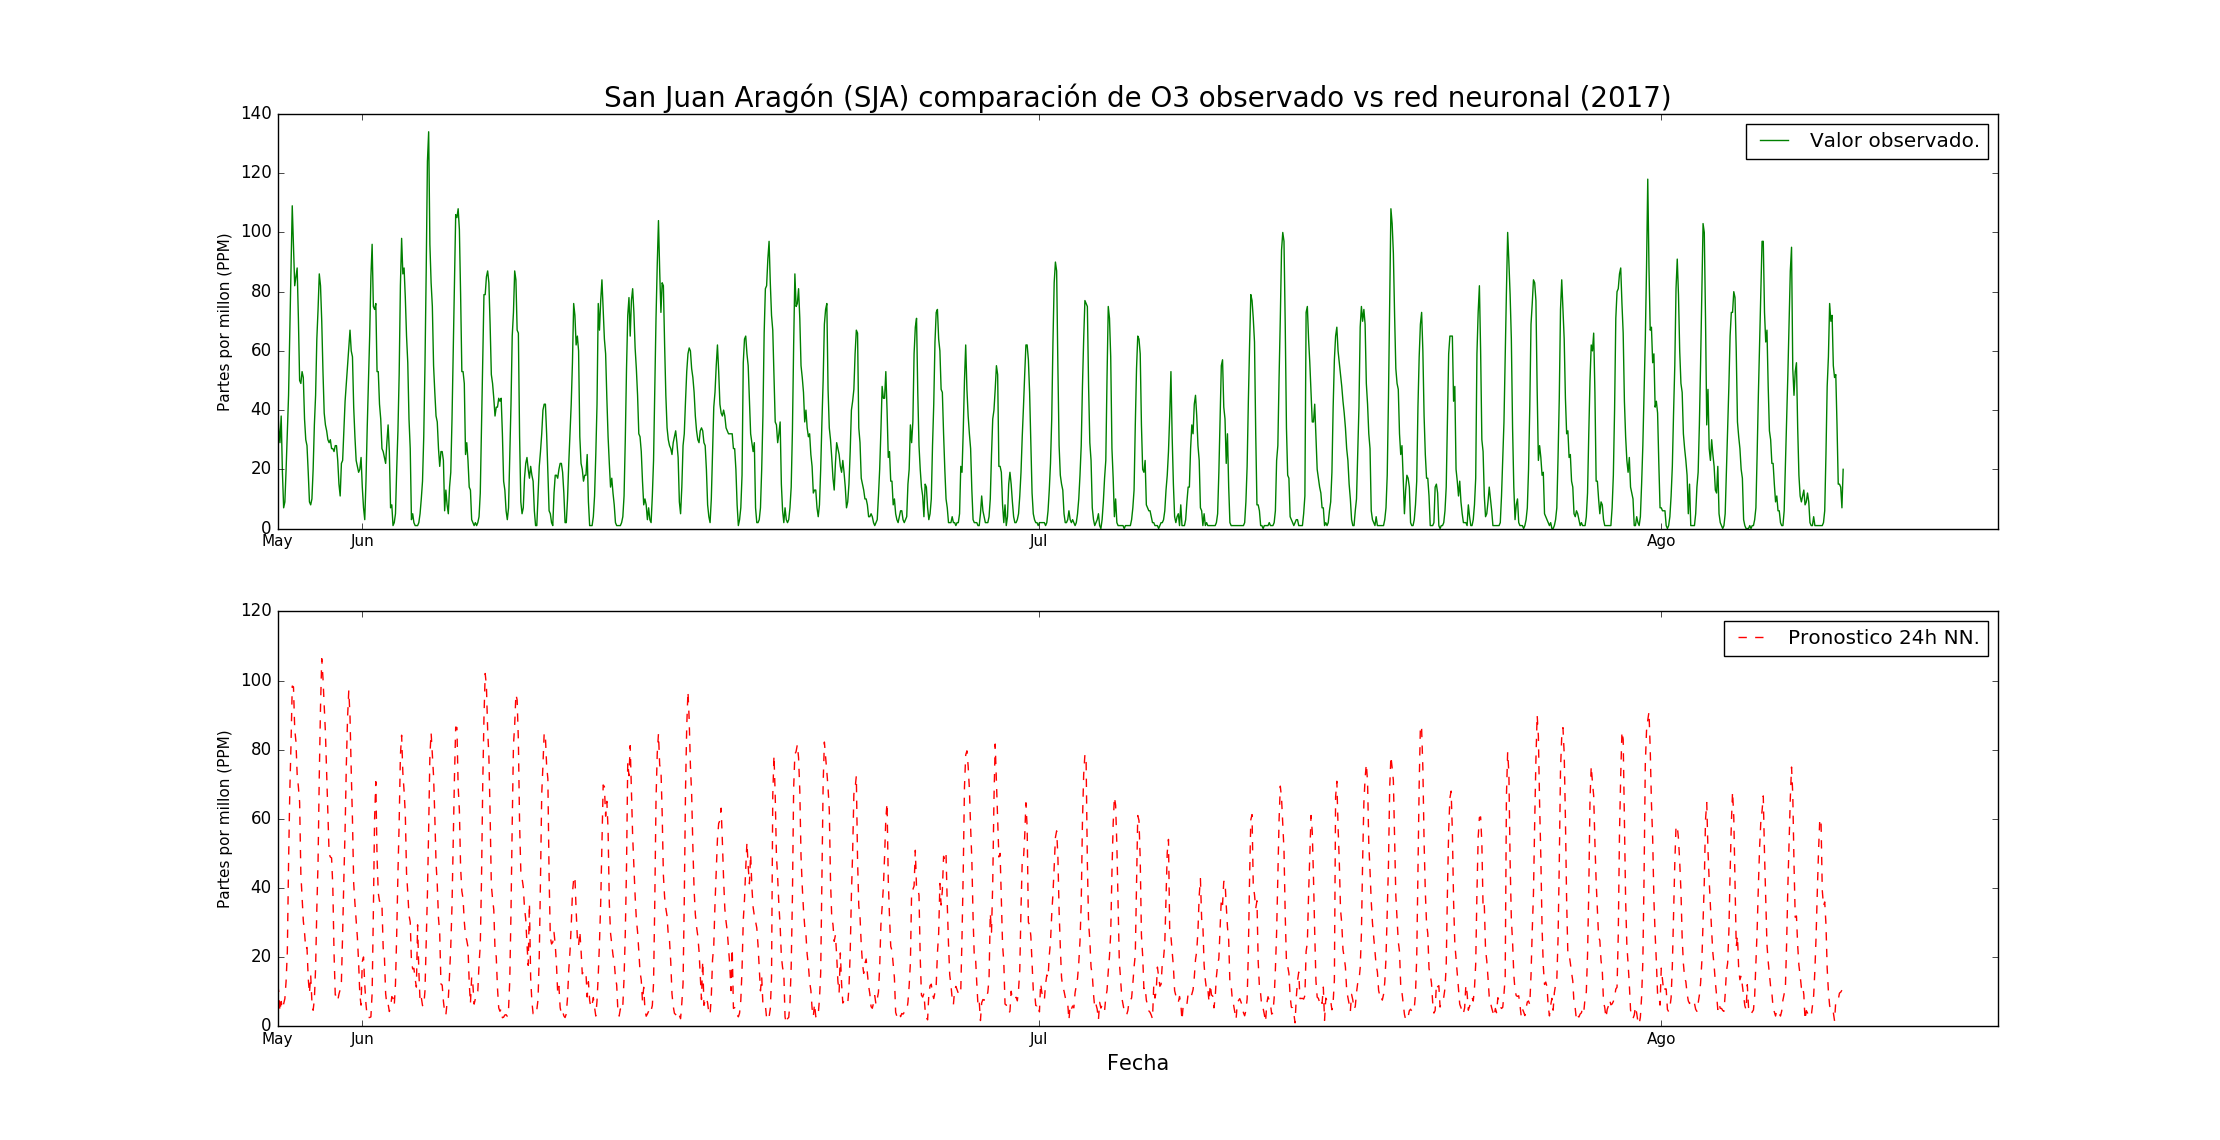 San Juan Aragón (SJA) comparación de O3 observado vs red neuronal (2017)
140
120
100
80
60
40
20
0
Partes por millon (PPM)
Valor observado.
May Jun Jul Ago
120
100
80
60
40
20
0
Partes por millon (PPM)
Pronostico 24h NN.
May Jun Jul Ago
Fecha